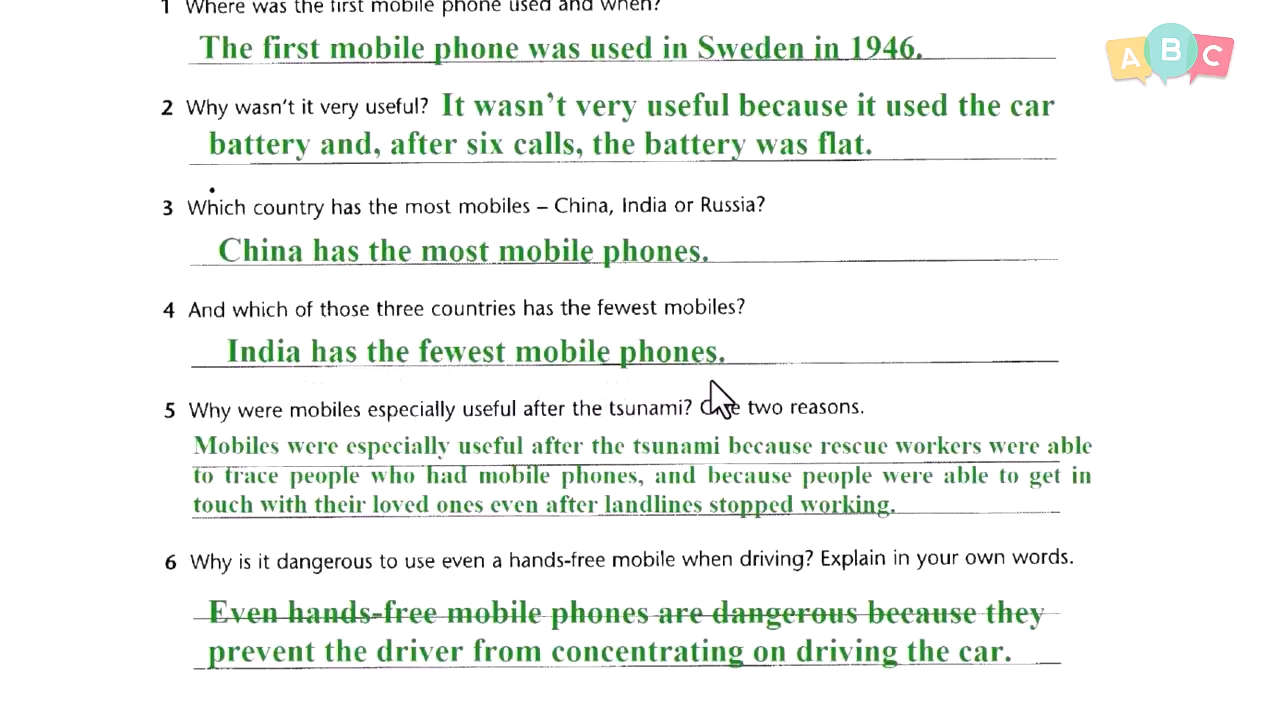 1 Where was the first mobile phone used and when?
The first mobile phone was used in Sweden in 1946.
A B C
2 Why wasn't it very useful? It wasn't very useful because it used the car
battery and, after six calls, the battery was flat.
3 Which country has the most mobiles – China, India or Russia?
China has the most mobile phones.
4 And which of those three countries has the fewest mobiles?
India has the fewest mobile phones.
5 Why were mobiles especially useful after the tsunami? Give two reasons.
Mobiles were especially useful after the tsunami because rescue workers were able
to trace people who had mobile phones, and because people were able to get in
touch with their loved ones even after landlines stopped working.
6 Why is it dangerous to use even a hands-free mobile when driving? Explain in your own words.
Even hands-free mobile phones are dangerous because they
prevent the driver from concentrating on driving the car.